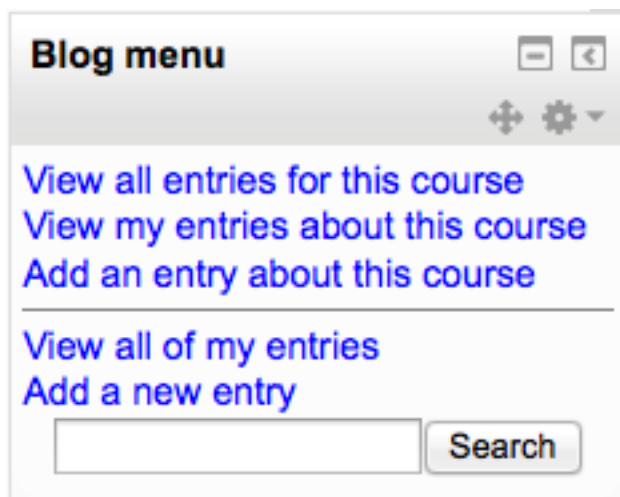 Blog menu
View all entries for this course
View my entries about this course
Add an entry about this course
View all of my entries
Add a new entry
Search